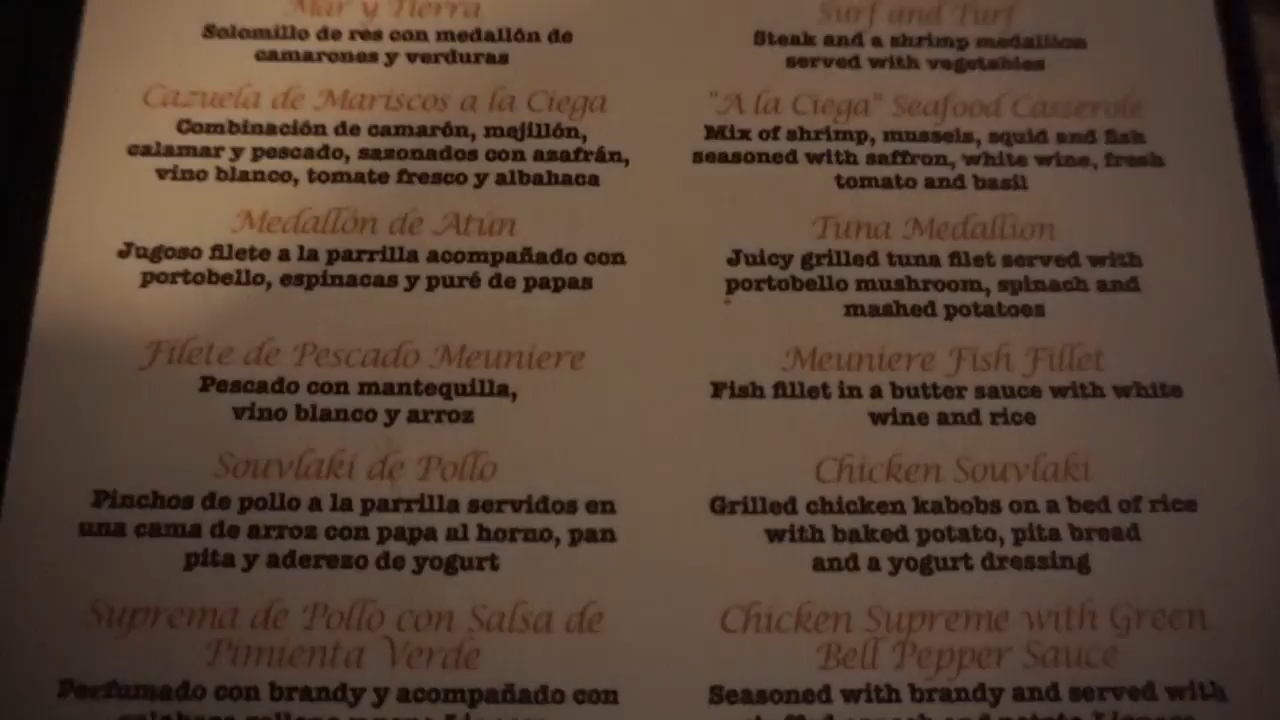 Mar y Tierra
Solomillo de res con medallón de
camarones y verduras
Cazuela de Mariscos a la Ciega
Combinación de camarón, mejillón,
calamar y pescado, sazonados con azafrán,
vino blanco, tomate fresco y albahaca
Medallón de Atún
Jugoso filete a la parrilla acompañado con
portobello, espinacas y puré de papas
Filete de Pescado Meuniere
Pescado con mantequilla,
vino blanco y arroz
Souvlaki de Pollo
Pinchos de pollo a la parrilla servidos en
una cama de arroz con papa al horno, pan
pita y aderezo de yogurt
Suprema de Pollo con Salsa de
Pimienta Verde
Perfumado con brandy y acompañado con
Surf and Turf
Steak and a shrimp medallion
served with vegetables
"A la Ciega" Seafood Casserole
Mix of shrimp, mussels, squid and fish
seasoned with saffron, white wine, fresh
tomato and basil
Tuna Medallion
Juicy grilled tuna filet served with
portobello mushroom, spinach and
mashed potatoes
Meuniere Fish Fillet
Fish fillet in a butter sauce with white
wine and rice
Chicken Souvlaki
Grilled chicken kabobs on a bed of rice
with baked potato, pita bread
and a yogurt dressing
Chicken Supreme with Green
Bell Pepper Sauce
Seasoned with brandy and served with